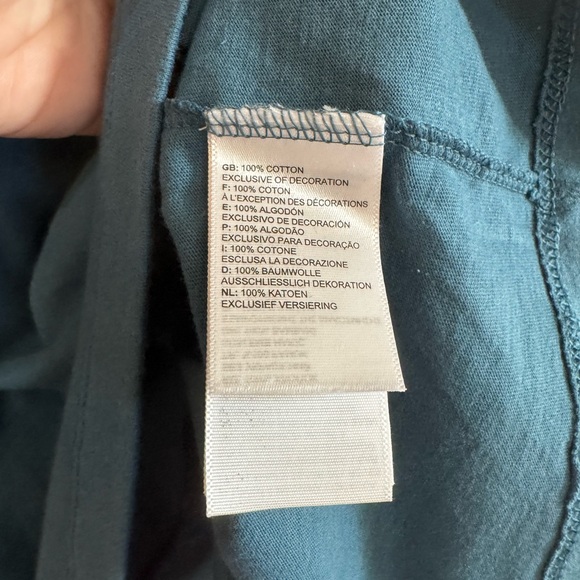 GB: 100% COTTON
EXCLUSIVE OF DECORATION
F: 100% COTON
À L'EXCEPTION DES DÉCORATIONS
E: 100% ALGODÓN
EXCLUSIVO DE DECORACIÓN
P: 100% ALGODÃO
EXCLUSIVO PARA DECORAÇÃO
I: 100% COTONE
ESCLUSA LA DECORAZIONE
D: 100% BAUMWOLLE
AUSSCHLIESSLICH DEKORATION
NL: 100% KATOEN
EXCLUSIEF VERSIERING